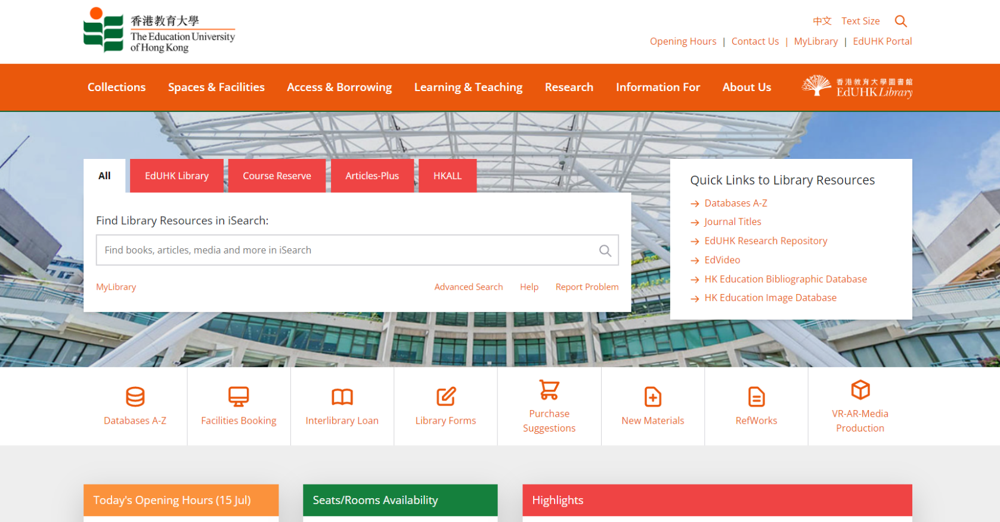 香港教育大學
The Education University
of Hong Kong
中文 Text Size
Opening Hours | Contact Us | MyLibrary | EdUHK Portal
Collections Spaces & Facilities Access & Borrowing Learning & Teaching Research Information For About Us
香港教育大學圖書館
EdUHK Library
All EdUHK Library Course Reserve Articles-Plus HKALL
Find Library Resources in iSearch:
Find books, articles, media and more in iSearch
MyLibrary Advanced Search Help Report Problem
Quick Links to Library Resources
Databases A-Z
Journal Titles
EdUHK Research Repository
EdVideo
HK Education Bibliographic Database
HK Education Image Database
Databases A-Z
Facilities Booking
Interlibrary Loan
Library Forms
Purchase
Suggestions
New Materials
RefWorks
VR-AR-Media
Production
Today's Opening Hours (15 Jul)
Seats/Rooms Availability
Highlights